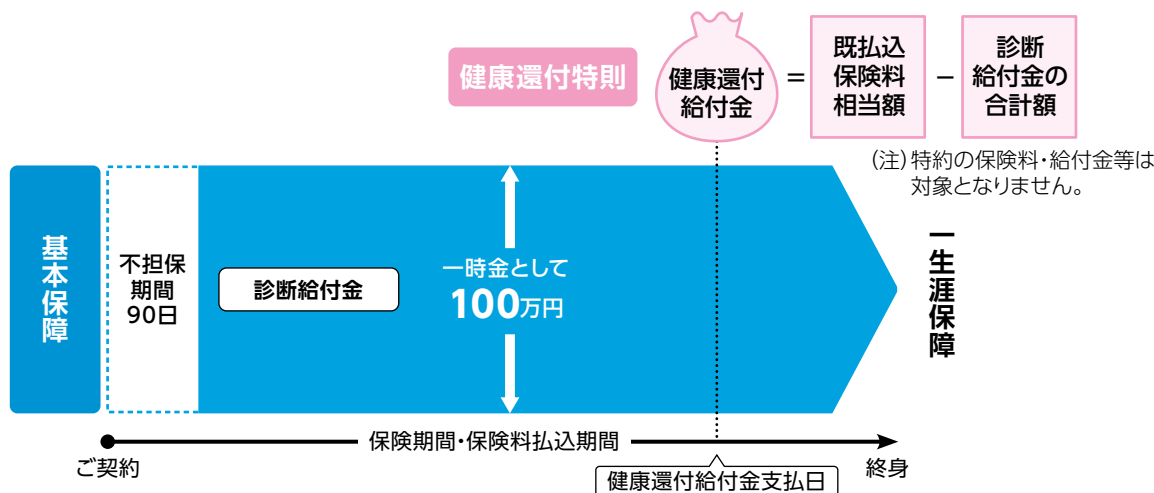 健康還付特則
健康還付
給付金
=
既払込
保険料
相当額
−
診断
給付金の
合計額
(注)特約の保険料・給付金等は
対象となりません。
基本保障
不担保
期間
90日
診断給付金
一時金として
100万円
一生涯保障
保険期間・保険料払込期間
ご契約
終身
健康還付給付金支払日